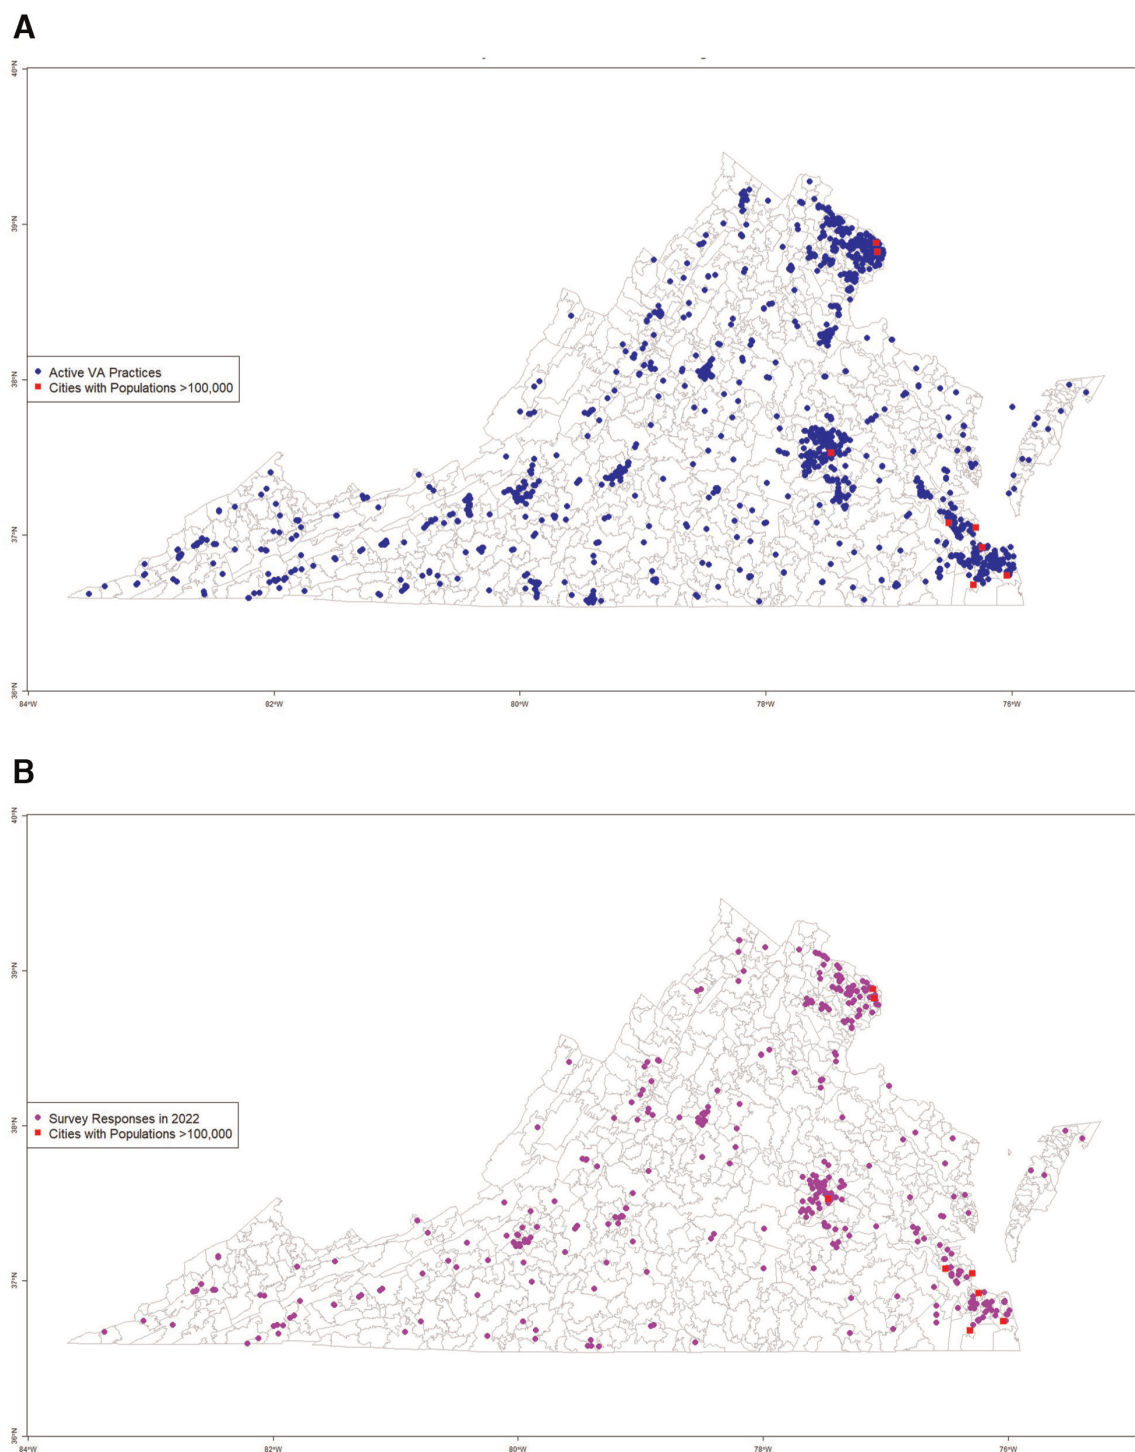 A
40°N
39°N
38°N
37°N
36°N
Active VA Practices
Cities with Populations >100,000
84°W
82°W
80°W
78°W
76°W
B
40°N
39°N
38°N
37°N
36°N
Survey Responses in 2022
Cities with Populations >100,000
84°W
82°W
80°W
78°W
76°W